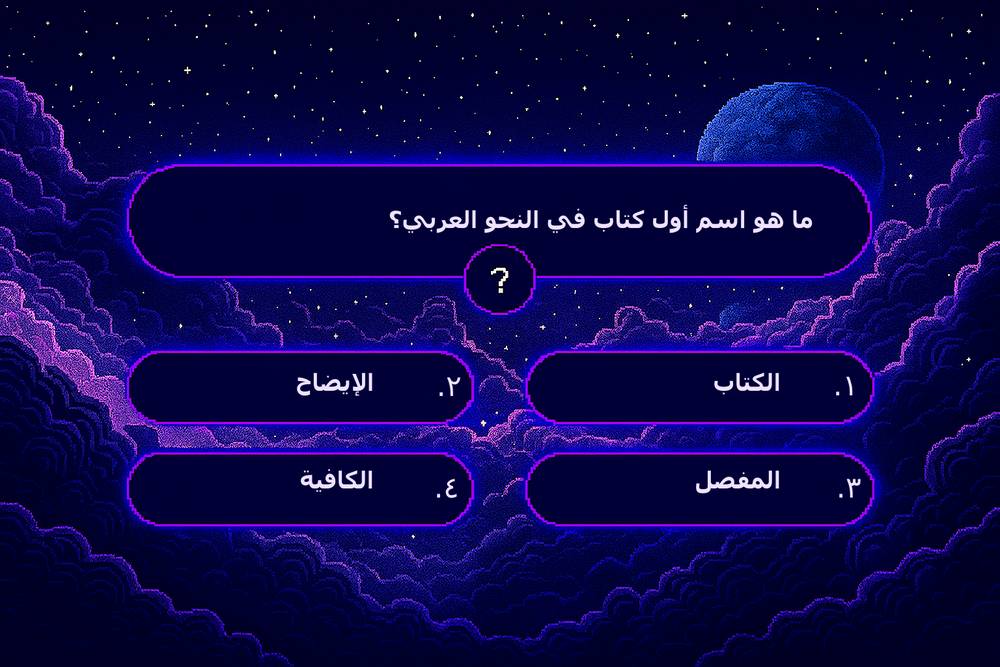 ما هو اسم أول كتاب في النحو العربي؟
?
١. الكتاب
٢. الإيضاح
٣. المفصل
٤. الكافية